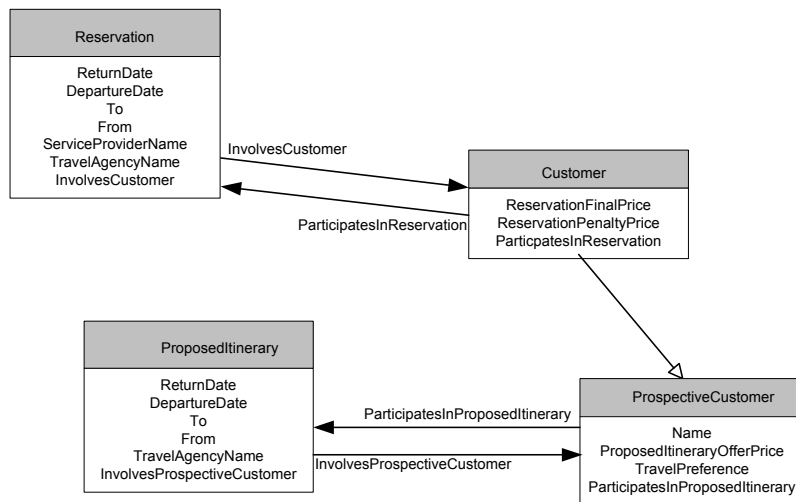 Reservation
ReturnDate
DepartureDate
To
From
ServiceProviderName
TravelAgencyName
InvolvesCustomer
InvolvesCustomer
ParticipatesInReservation
Customer
ReservationFinalPrice
ReservationPenaltyPrice
ParticpatesInReservation
ProposedItinerary
ReturnDate
DepartureDate
To
From
TravelAgencyName
InvolvesProspectiveCustomer
ParticipatesInProposedItinerary
InvolvesProspectiveCustomer
ProspectiveCustomer
Name
ProposedItineraryOfferPrice
TravelPreference
ParticipatesInProposedItinerary